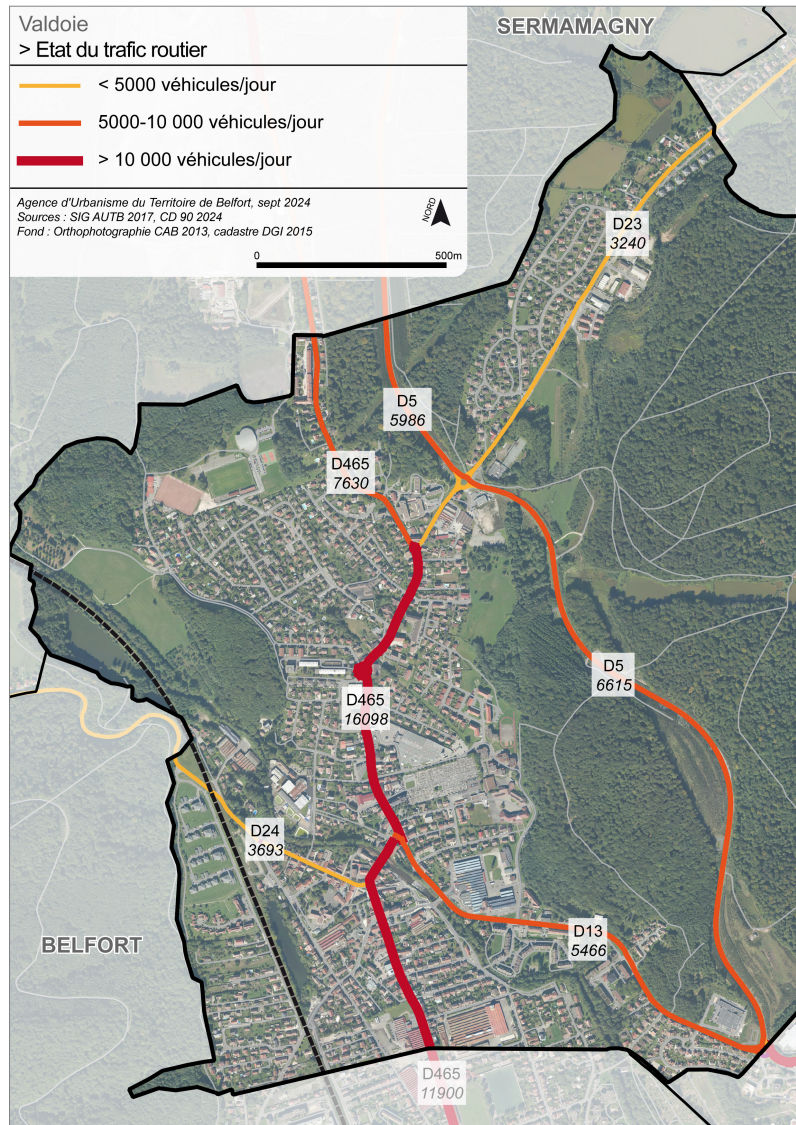 Valdoie
> Etat du trafic routier
< 5000 véhicules/jour
5000-10 000 véhicules/jour
> 10 000 véhicules/jour
Agence d'Urbanisme du Territoire de Belfort, sept 2024
Sources : SIG AUTB 2017, CD 90 2024
Fond : Orthophotographie CAB 2013, cadastre DGI 2015
NORD
0
500m
SERMAMAGNY
D23
3240
D5
5986
D465
7630
D5
6615
D465
16098
D24
3693
D13
5466
BELFORT
D465
11900